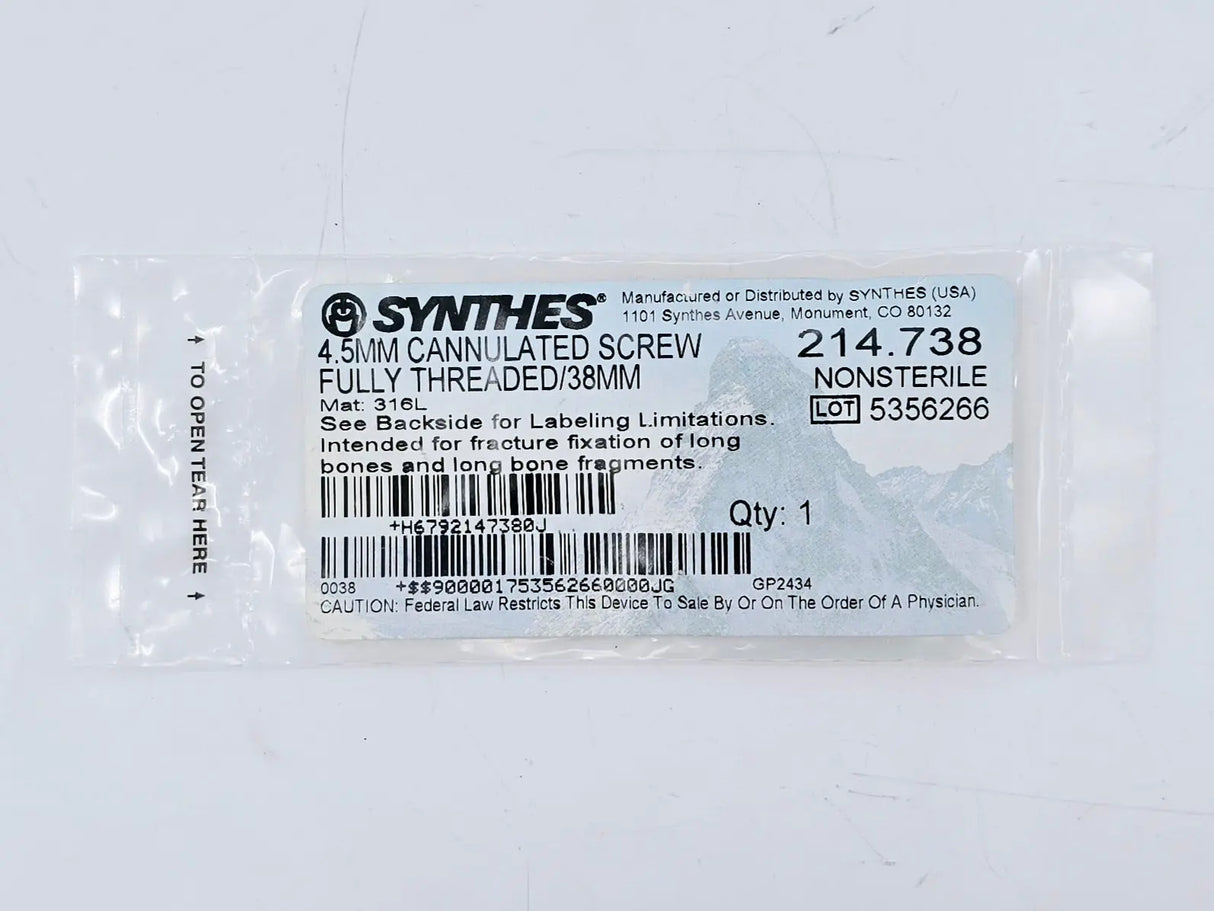 ↑ TO OPEN TEAR HERE ↑
SYNTHES®
Manufactured or Distributed by SYNTHES (USA)
1101 Synthes Avenue, Monument, CO 80132
4.5MM CANNULATED SCREW
FULLY THREADED/38MM
214.738
NONSTERILE
LOT 5356266
Mat: 316L
See Backside for Labeling Limitations.
Intended for fracture fixation of long
bones and long bone fragments.
Qty: 1
+H6792147380J
0038 +$$9000017535626​60000JG GP2434
CAUTION: Federal Law Restricts This Device To Sale By Or On The Order Of A Physician.